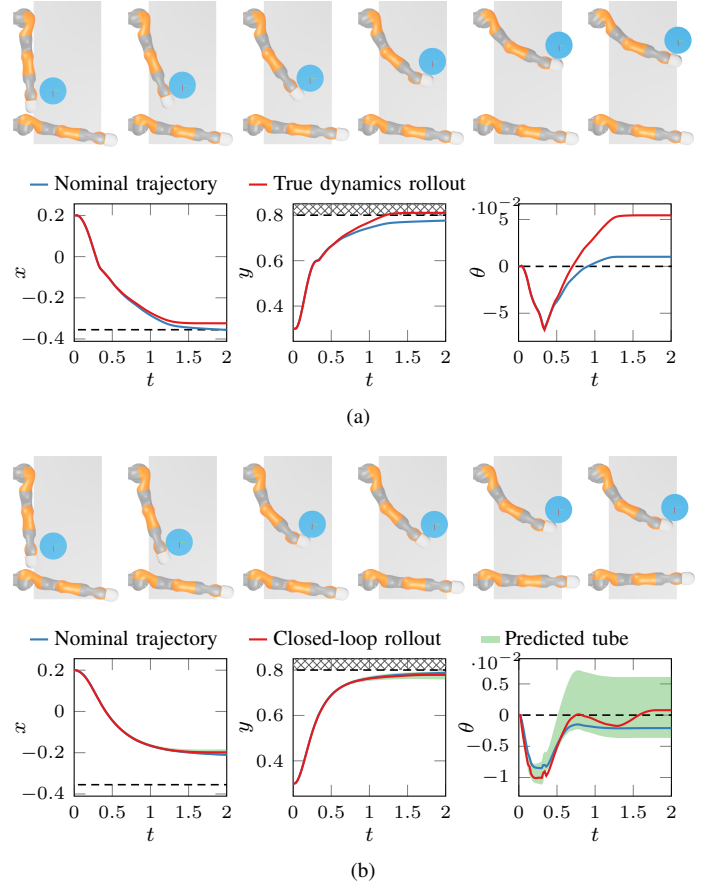 Nominal trajectory True dynamics rollout
·10⁻²
0.2
0
−0.2
−0.4
x
0 0.5 1 1.5 2
t
0.8
0.6
0.4
y
0 0.5 1 1.5 2
t
5
0
−5
θ
0 0.5 1 1.5 2
t
(a)
Nominal trajectory Closed-loop rollout Predicted tube
·10⁻²
0.2
0
−0.2
−0.4
x
0 0.5 1 1.5 2
t
0.8
0.6
0.4
y
0 0.5 1 1.5 2
t
0.5
0
−0.5
−1
θ
0 0.5 1 1.5 2
t
(b)